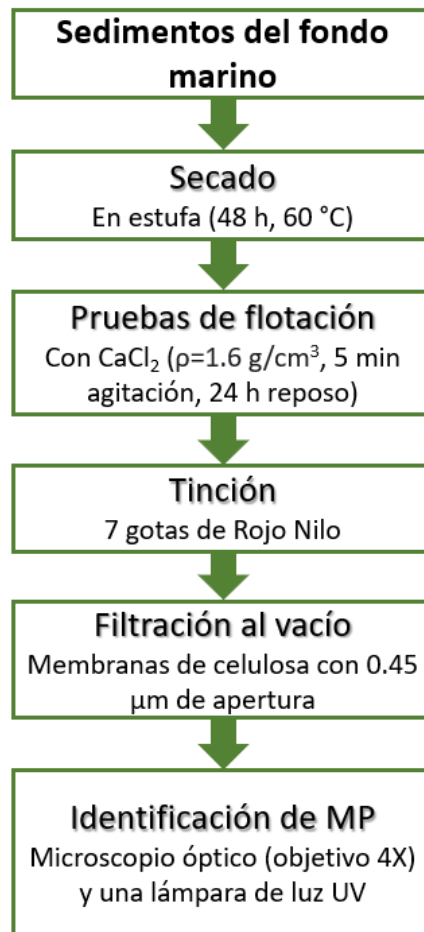 Sedimentos del fondo
marino
Secado
En estufa (48 h, 60 °C)
Pruebas de flotación
Con CaCl₂ (ρ=1.6 g/cm³, 5 min
agitación, 24 h reposo)
Tinción
7 gotas de Rojo Nilo
Filtración al vacío
Membranas de celulosa con 0.45
µm de apertura
Identificación de MP
Microscopio óptico (objetivo 4X)
y una lámpara de luz UV